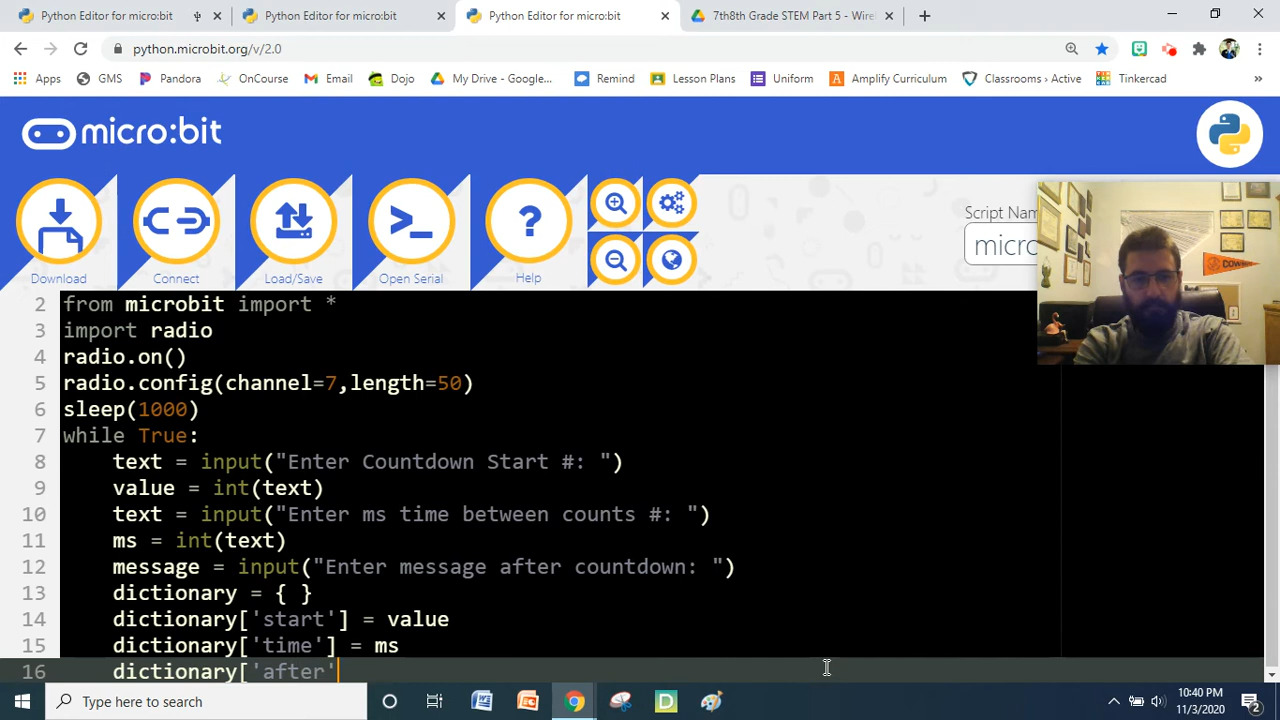 Python Editor for micro:bit
Python Editor for micro:bit
Python Editor for micro:bit
7th8th Grade STEM Part 5 - Wire
python.microbit.org/v/2.0
Apps
GMS
Pandora
OnCourse
Email
Dojo
My Drive - Google...
Remind
Lesson Plans
Uniform
Amplify Curriculum
Classrooms › Active
Tinkercad
»
micro:bit
Download
Connect
Load/Save
Open Serial
Help
Script Nam
micro
COWBO
2 from microbit import *
3 import radio
4 radio.on()
5 radio.config(channel=7,length=50)
6 sleep(1000)
7 while True:
8 text = input("Enter Countdown Start #: ")
9 value = int(text)
10 text = input("Enter ms time between counts #: ")
11 ms = int(text)
12 message = input("Enter message after countdown: ")
13 dictionary = { }
14 dictionary['start'] = value
15 dictionary['time'] = ms
16 dictionary['after'
Type here to search
10:40 PM
11/3/2020
2